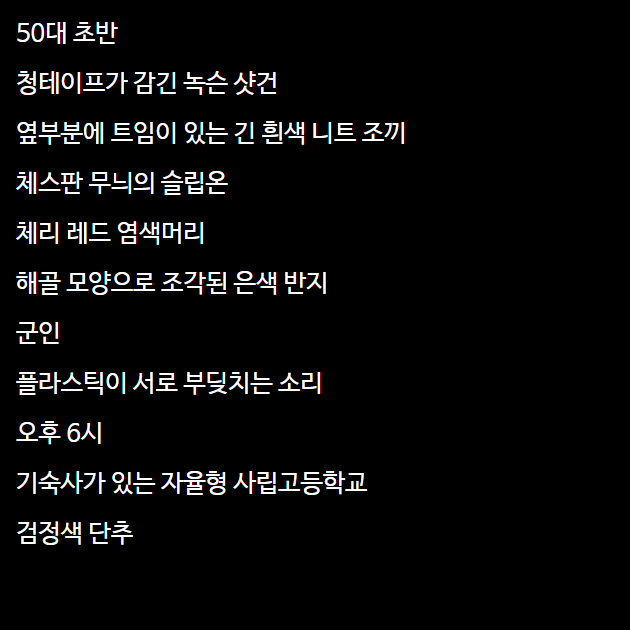 50대 초반
청테이프가 감긴 녹슨 샷건
옆부분에 트임이 있는 긴 흰색 니트 조끼
체스판 무늬의 슬립온
체리 레드 염색머리
해골 모양으로 조각된 은색 반지
군인
플라스틱이 서로 부딪치는 소리
오후 6시
기숙사가 있는 자율형 사립고등학교
검정색 단추